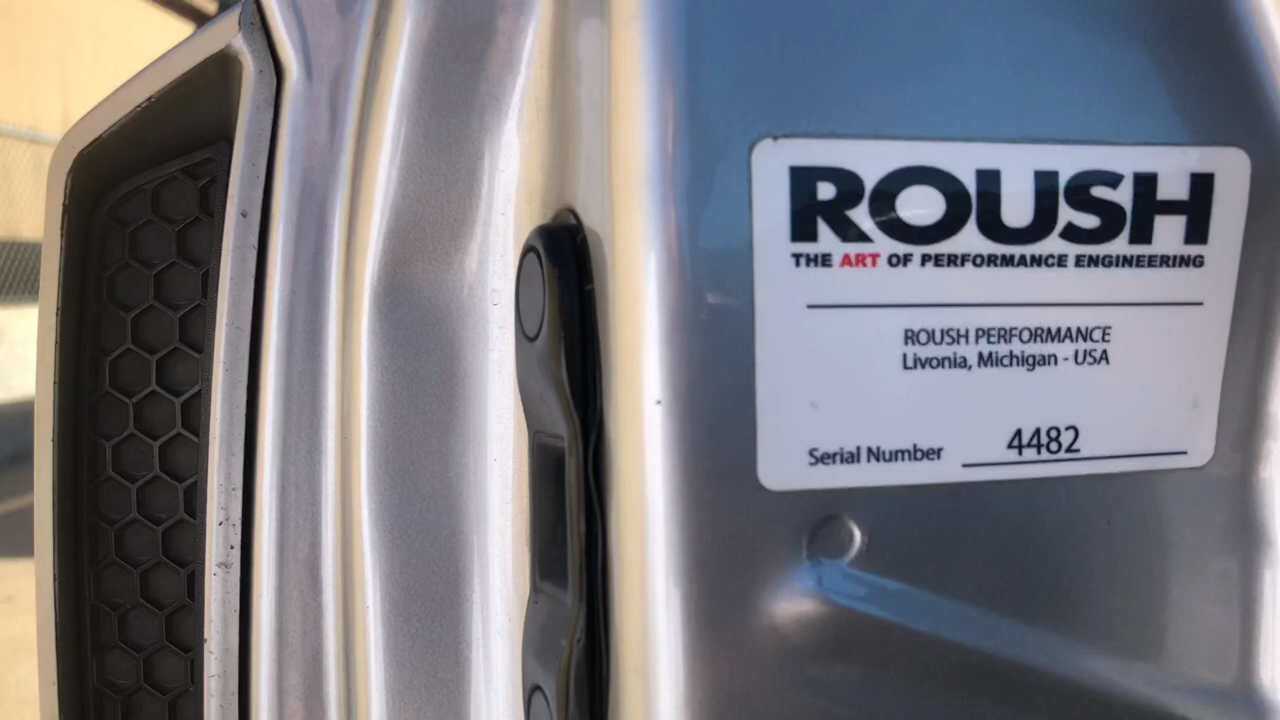 ROUSH
THE ART OF PERFORMANCE ENGINEERING
ROUSH PERFORMANCE
Livonia, Michigan - USA
Serial Number 4482